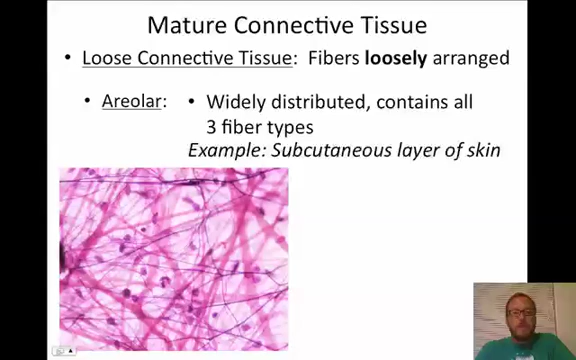 Mature Connective Tissue
• Loose Connective Tissue: Fibers loosely arranged
• Areolar: • Widely distributed, contains all
3 fiber types
Example: Subcutaneous layer of skin